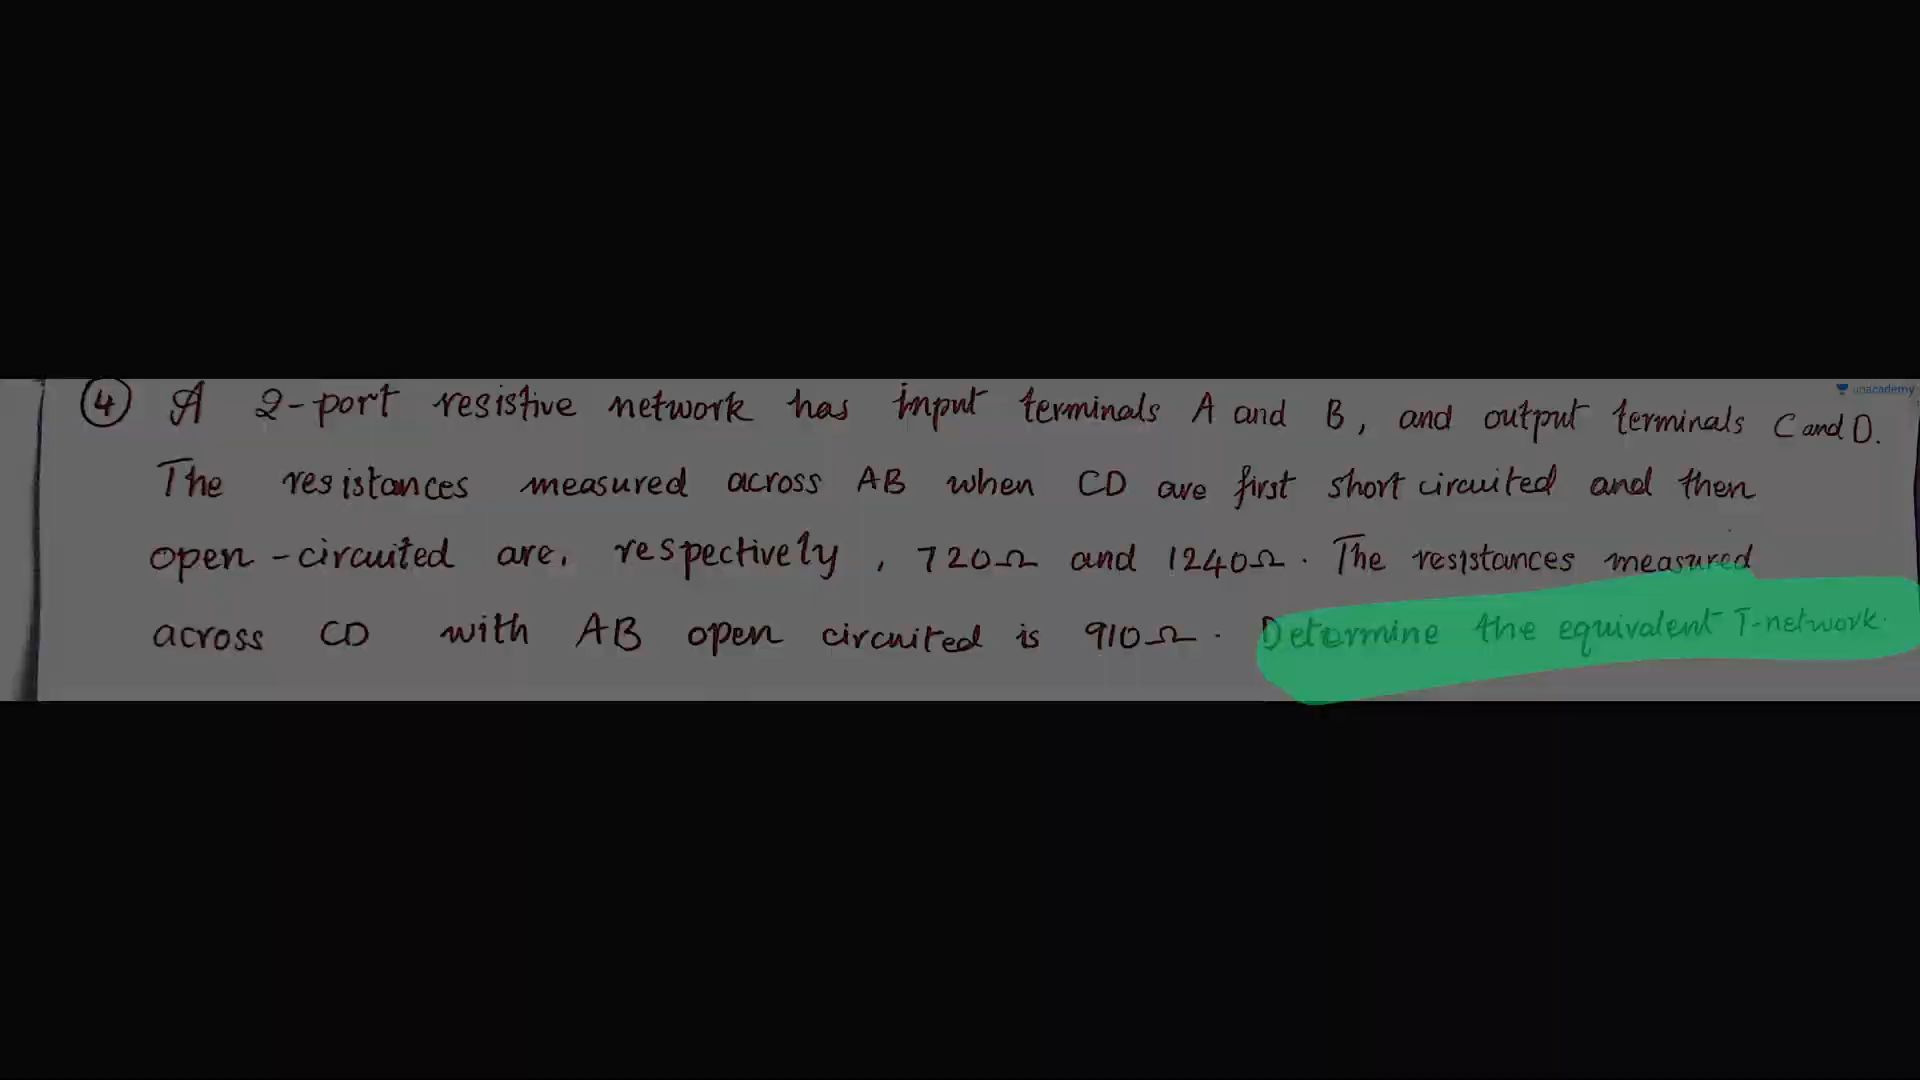 ④ A 2-port resistive network has input terminals A and B, and output terminals C and D.
unacademy
The resistances measured across AB when CD are first short circuited and then
open-circuited are, respectively, 720Ω and 1240Ω. The resistances measured
across CD with AB open circuited is 910Ω. Determine the equivalent T-network.